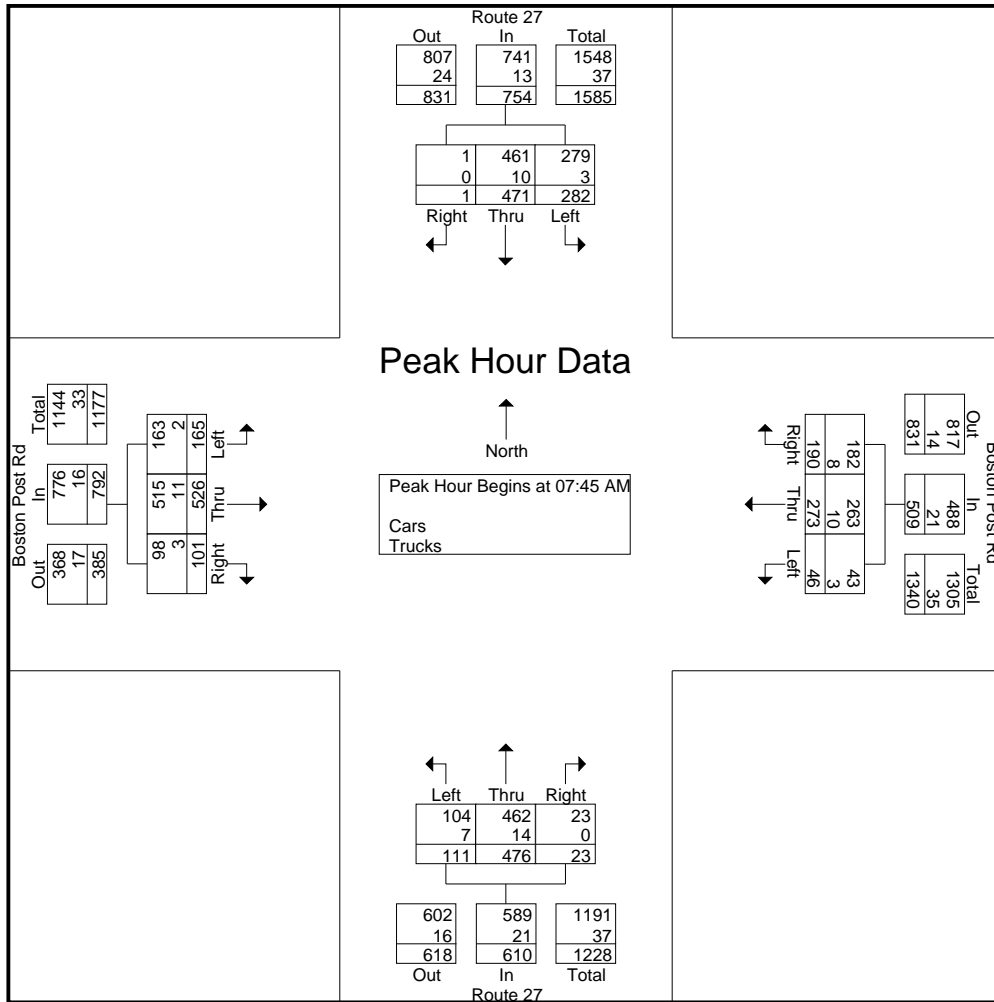 Route 27
Out In Total
807 741 1548
24 13 37
831 754 1585
1 461 279
0 10 3
1 471 282
Right Thru Left
Peak Hour Data
North
Peak Hour Begins at 07:45 AM
Cars
Trucks
Boston Post Rd
Out In Total
368 776 1144
17 16 33
385 792 1177
98 515 163
3 11 2
101 526 165
Right Thru Left
Boston Post Rd
Out In Total
817 488 1305
14 21 35
831 509 1340
182 263 43
8 10 3
190 273 46
Right Thru Left
Left Thru Right
104 462 23
7 14 0
111 476 23
602 589 1191
16 21 37
618 610 1228
Out In Total
Route 27